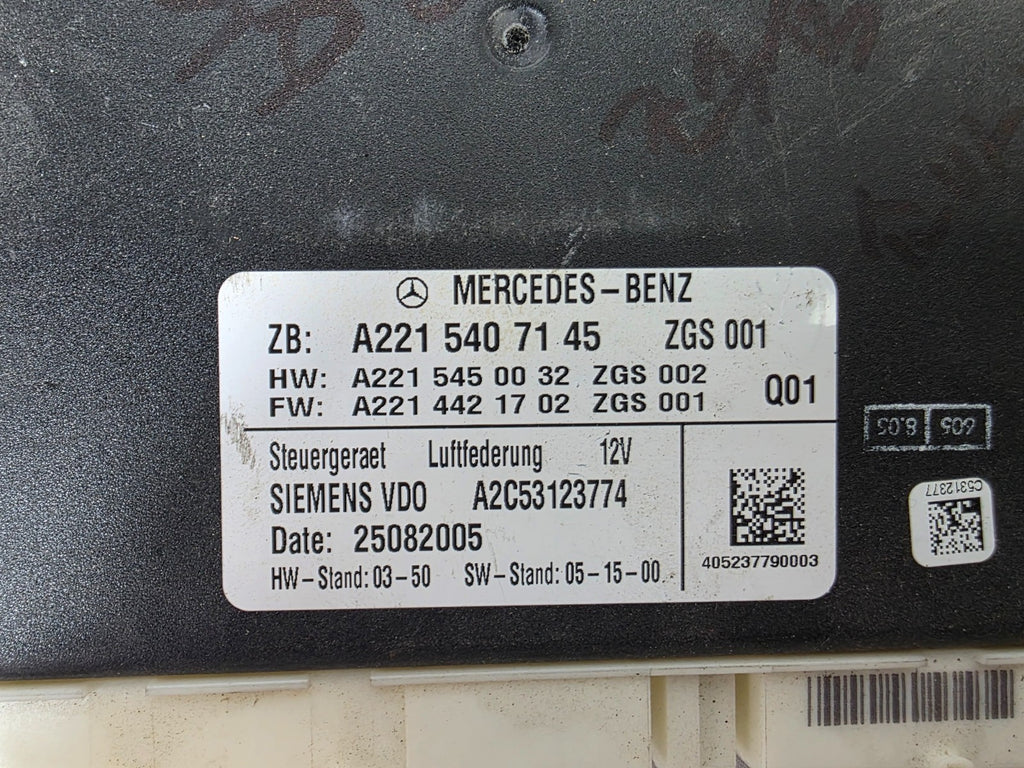 MERCEDES-BENZ
ZB: A221 540 71 45 ZGS 001
HW: A221 545 00 32 ZGS 002
FW: A221 442 17 02 ZGS 001
Q01
Steuergeraet Luftfederung 12V
SIEMENS VDO A2C53123774
Date: 25082005
HW-Stand: 03-50 SW-Stand: 05-15-00
405237790003
C5312377
605 8.05